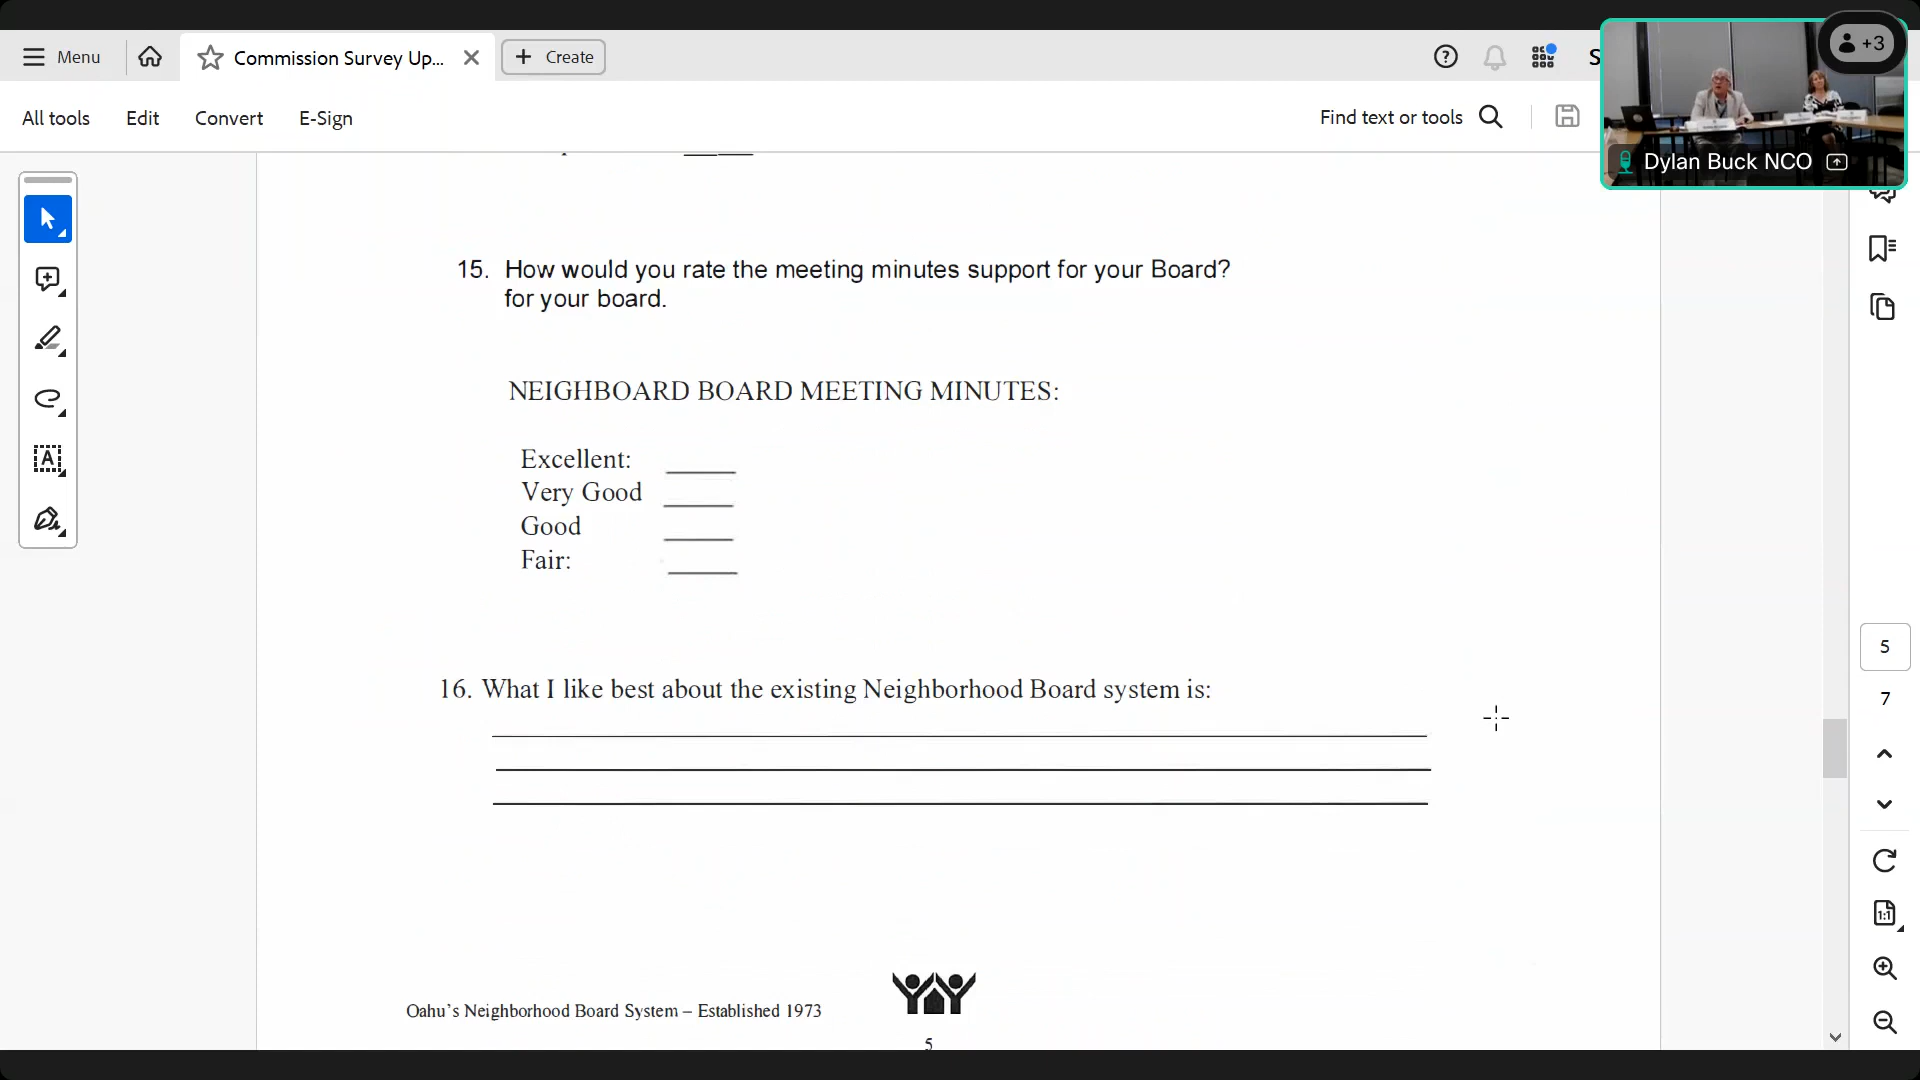 Menu
Commission Survey Up...
Create
+3
All tools
Edit
Convert
E-Sign
Find text or tools
Dylan Buck NCO
15. How would you rate the meeting minutes support for your Board?
for your board.
NEIGHBOARD BOARD MEETING MINUTES:
Excellent:
Very Good
Good
Fair:
16. What I like best about the existing Neighborhood Board system is:
Oahu's Neighborhood Board System – Established 1973
5
5
7
1:1